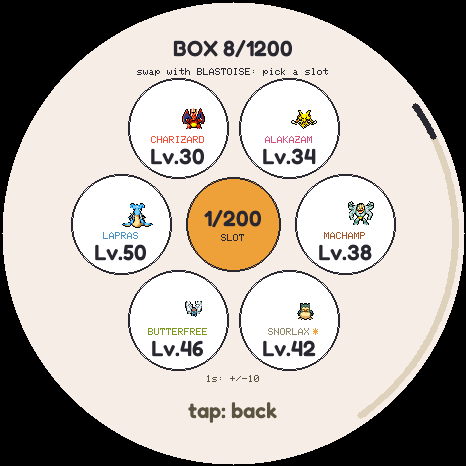 BOX 8/1200
swap with BLASTOISE: pick a slot
CHARIZARD
Lv.30
ALAKAZAM
Lv.34
LAPRAS
Lv.50
1/200
SLOT
MACHAMP
Lv.38
BUTTERFREE
Lv.46
SNORLAX *
Lv.42
1s: +/-10
tap: back